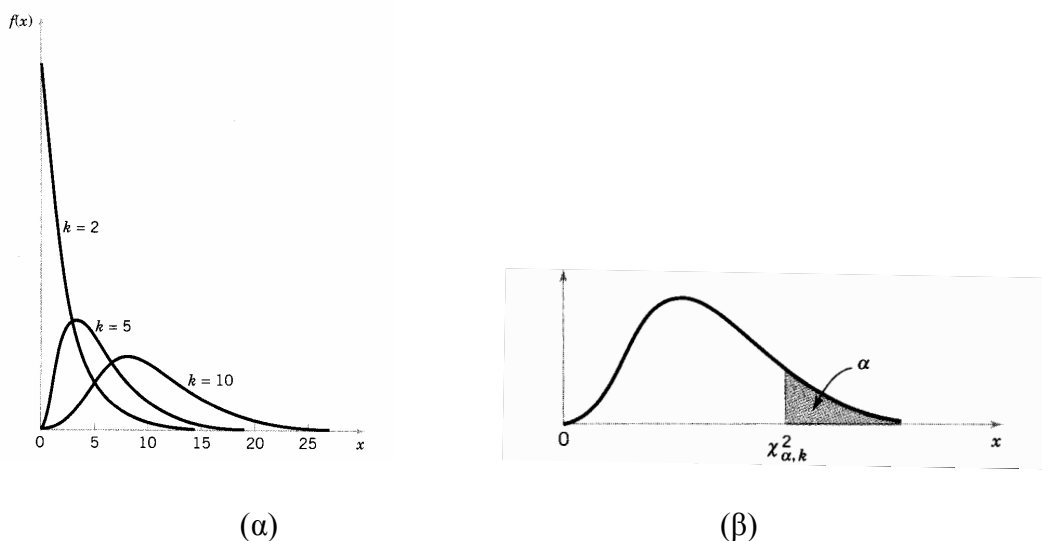 f(x)
k = 2
k = 5
k = 10
0 5 10 15 20 25 x
α
0 χ²α,k x
(α) (β)